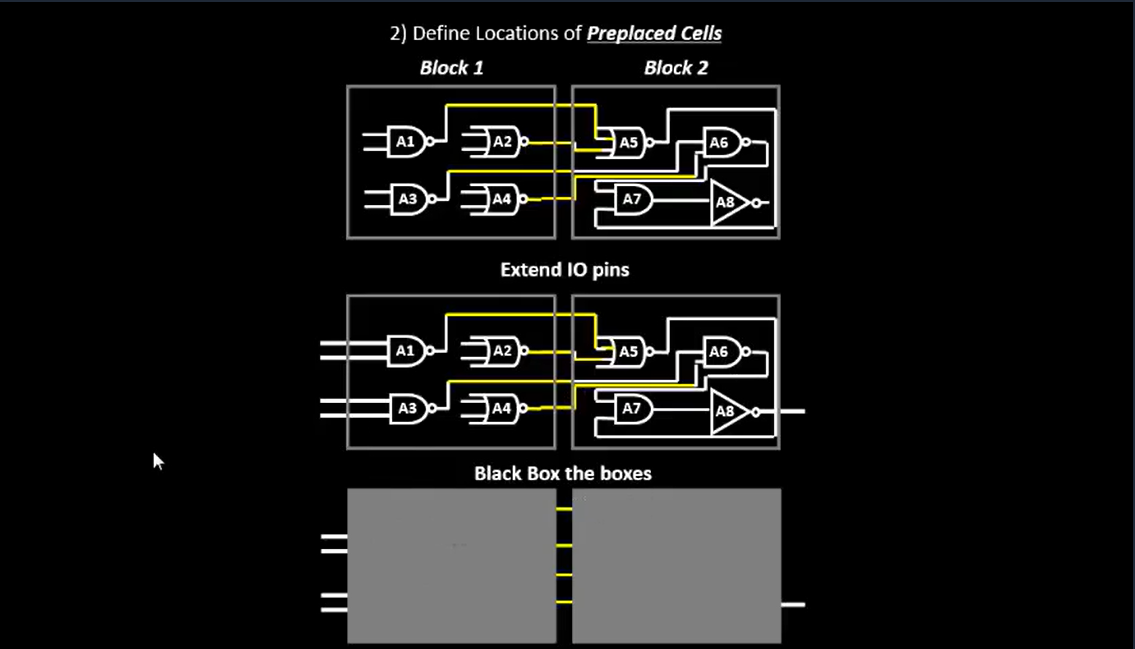 2) Define Locations of Preplaced Cells
Block 1 Block 2
A1 A2 A5 A6
A3 A4 A7 A8
Extend IO pins
A1 A2 A5 A6
A3 A4 A7 A8
Black Box the boxes